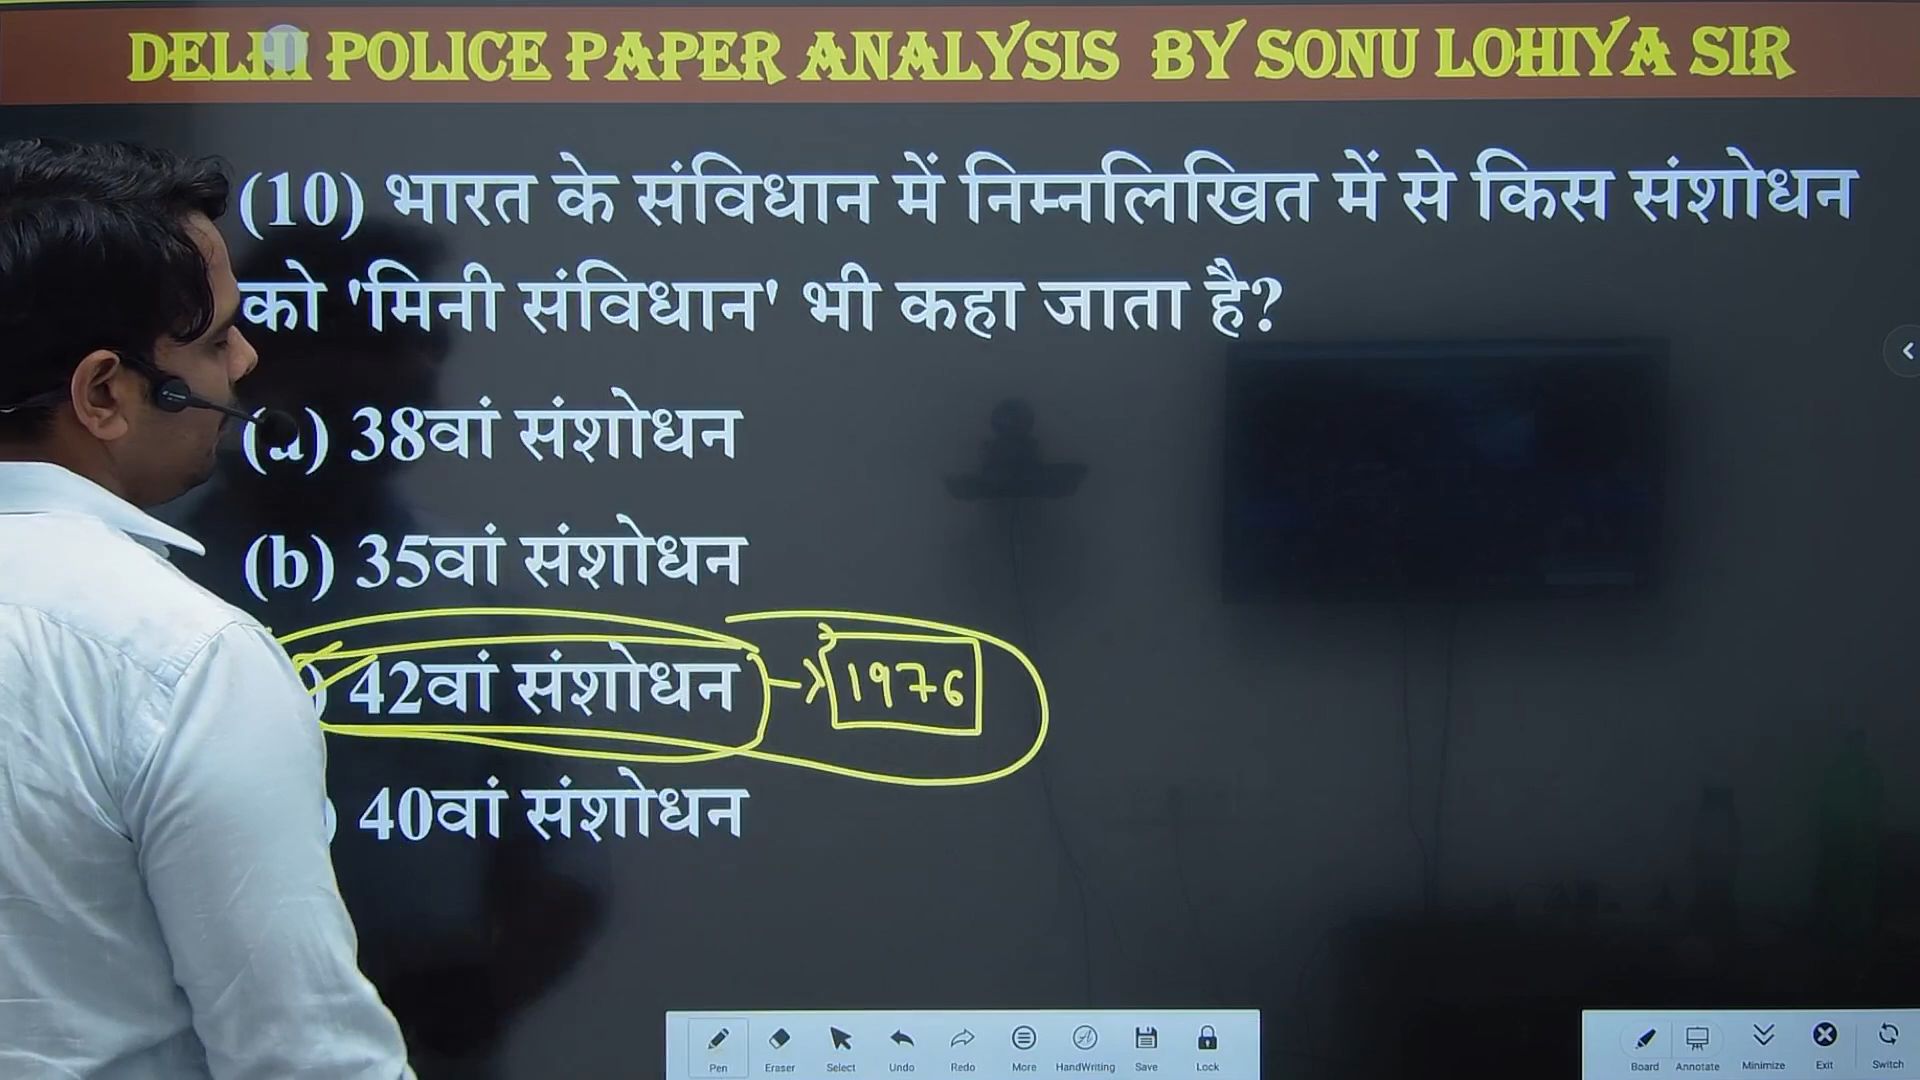 DELHI POLICE PAPER ANALYSIS BY SONU LOHIYA SIR
(10) भारत के संविधान में निम्नलिखित में से किस संशोधन
को 'मिनी संविधान' भी कहा जाता है?
(a) 38वां संशोधन
(b) 35वां संशोधन
) 42वां संशोधन → 1976
) 40वां संशोधन
Pen Eraser Select Undo Redo More HandWriting Save Lock
Board Annotate Minimize Exit Switch